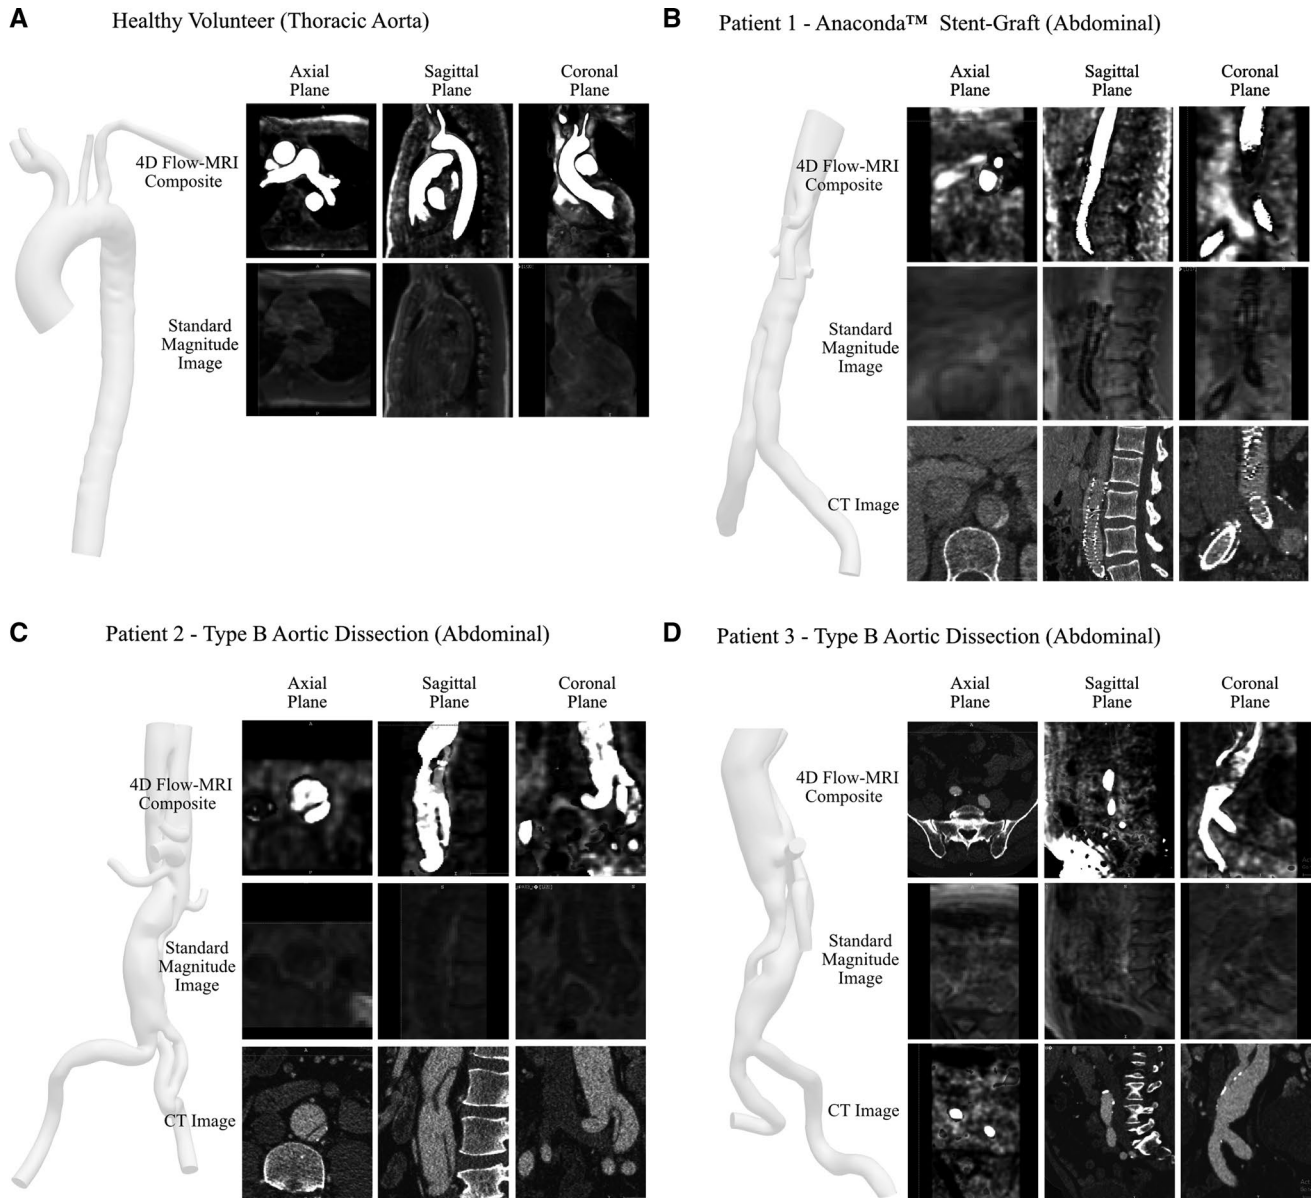 A
Healthy Volunteer (Thoracic Aorta)
Axial
Plane
Sagittal
Plane
Coronal
Plane
4D Flow-MRI
Composite
Standard
Magnitude
Image
B
Patient 1 - Anaconda™ Stent-Graft (Abdominal)
Axial
Plane
Sagittal
Plane
Coronal
Plane
4D Flow-MRI
Composite
Standard
Magnitude
Image
CT Image
C
Patient 2 - Type B Aortic Dissection (Abdominal)
Axial
Plane
Sagittal
Plane
Coronal
Plane
4D Flow-MRI
Composite
Standard
Magnitude
Image
CT Image
D
Patient 3 - Type B Aortic Dissection (Abdominal)
Axial
Plane
Sagittal
Plane
Coronal
Plane
4D Flow-MRI
Composite
Standard
Magnitude
Image
CT Image